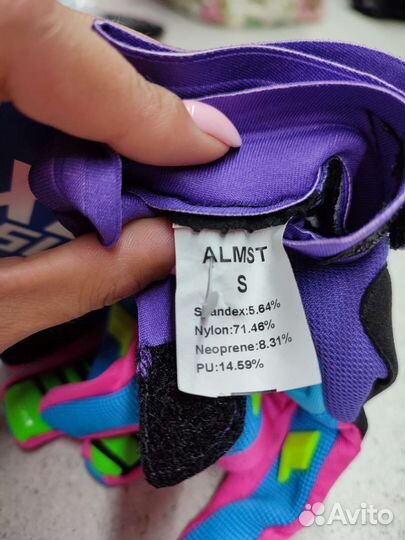 ALMST
S
Spandex:5.64%
Nylon:71.46%
Neoprene:8.31%
PU:14.59%
Avito